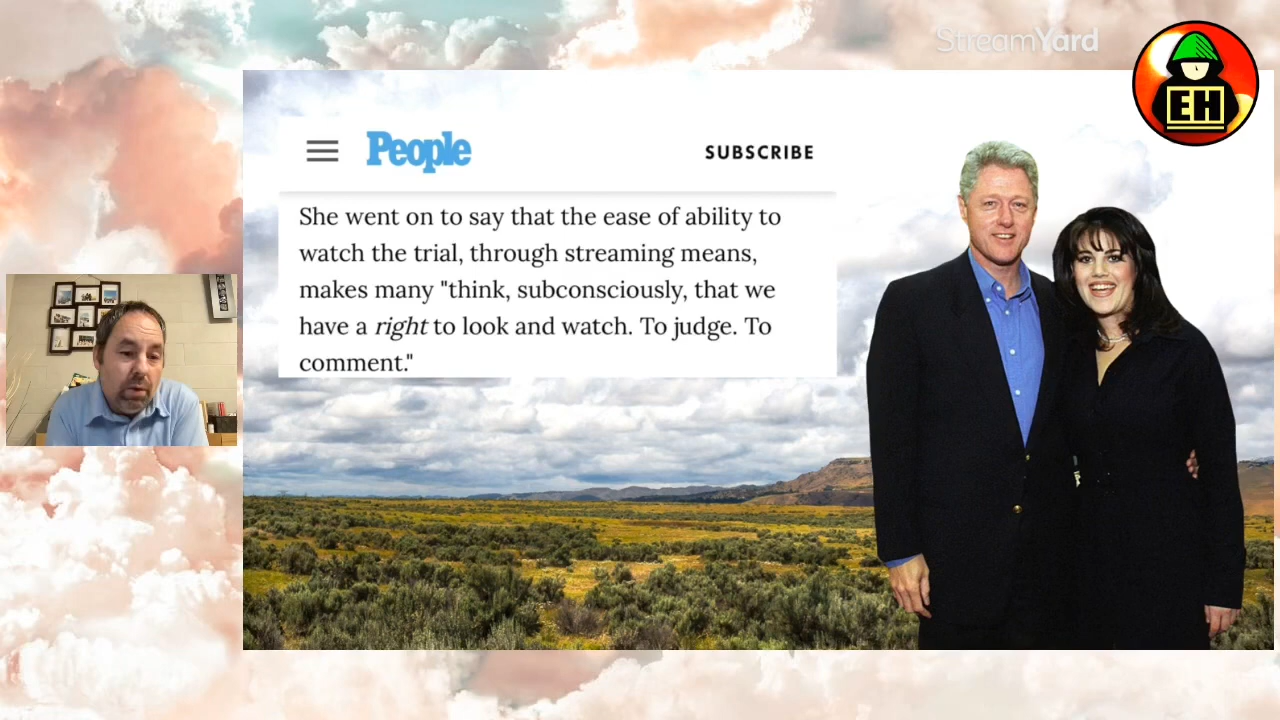 StreamYard
EH
People
SUBSCRIBE
She went on to say that the ease of ability to
watch the trial, through streaming means,
makes many "think, subconsciously, that we
have a right to look and watch. To judge. To
comment."